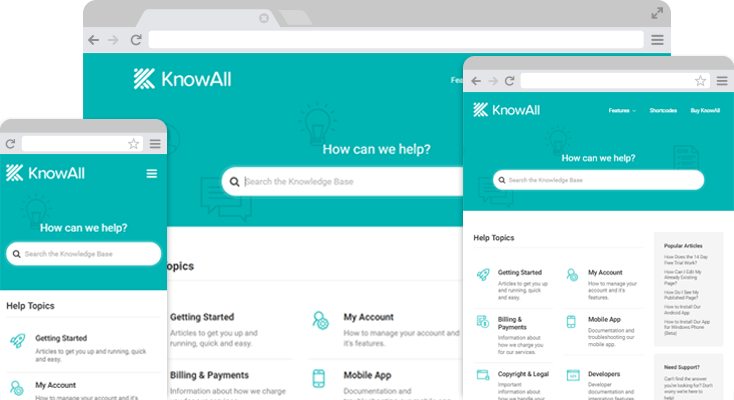 KnowAll
Fea
How can we help?
Search the Knowledge Base
opics
Getting Started
Articles to get you up and
running, quick and easy.
My Account
How to manage your account and
it's features.
Billing & Payments
Information about how we charge
Mobile App
Documentation and
KnowAll
How can we help?
Search the Knowledge Base
Help Topics
Getting Started
Articles to get you up and running, quick
and easy.
My Account
How to manage your account and it's
KnowAll
Features
Shortcodes
Buy KnowAll
How can we help?
Search the Knowledge Base
Help Topics
Getting Started
Articles to get you up
and running, quick
and easy.
My Account
How to manage your
account and it's
features.
Billing &
Payments
Information about
how we charge you
for our services.
Mobile App
Documentation and
troubleshooting our
mobile app.
Copyright & Legal
Important
information about
Developers
Developer
documentation and
Popular Articles
How Does the 14 Day
Free Trial Work?
How Can I Edit My
Already Existing
Page?
How Do I See My
Published Page?
How to Install Our
Android App
How to Install Our App
for Windows Phone
(Beta)
Need Support?
Can't find the answer
you're looking for? Don't
worry we're here to
help!